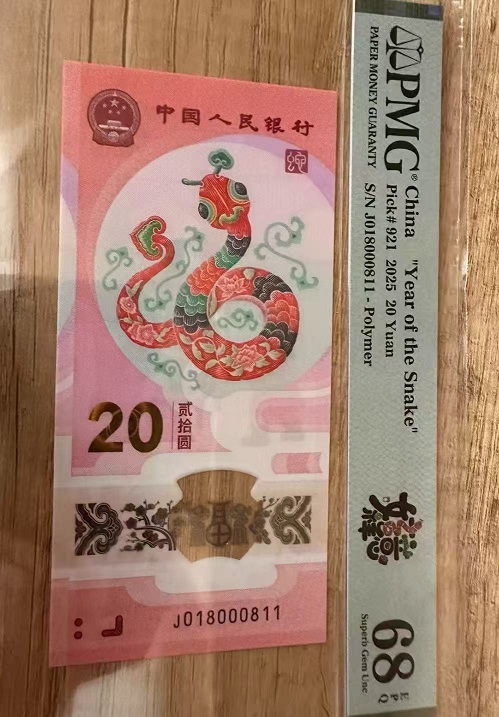 中国人民银行
蛇
20
贰拾圆
J018000811
PMG®
PAPER MONEY GUARANTY
China "Year of the Snake"
Pick# 921 2025 20 Yuan
S/N J018000811 - Polymer
68 EPQ
Superb Gem Unc